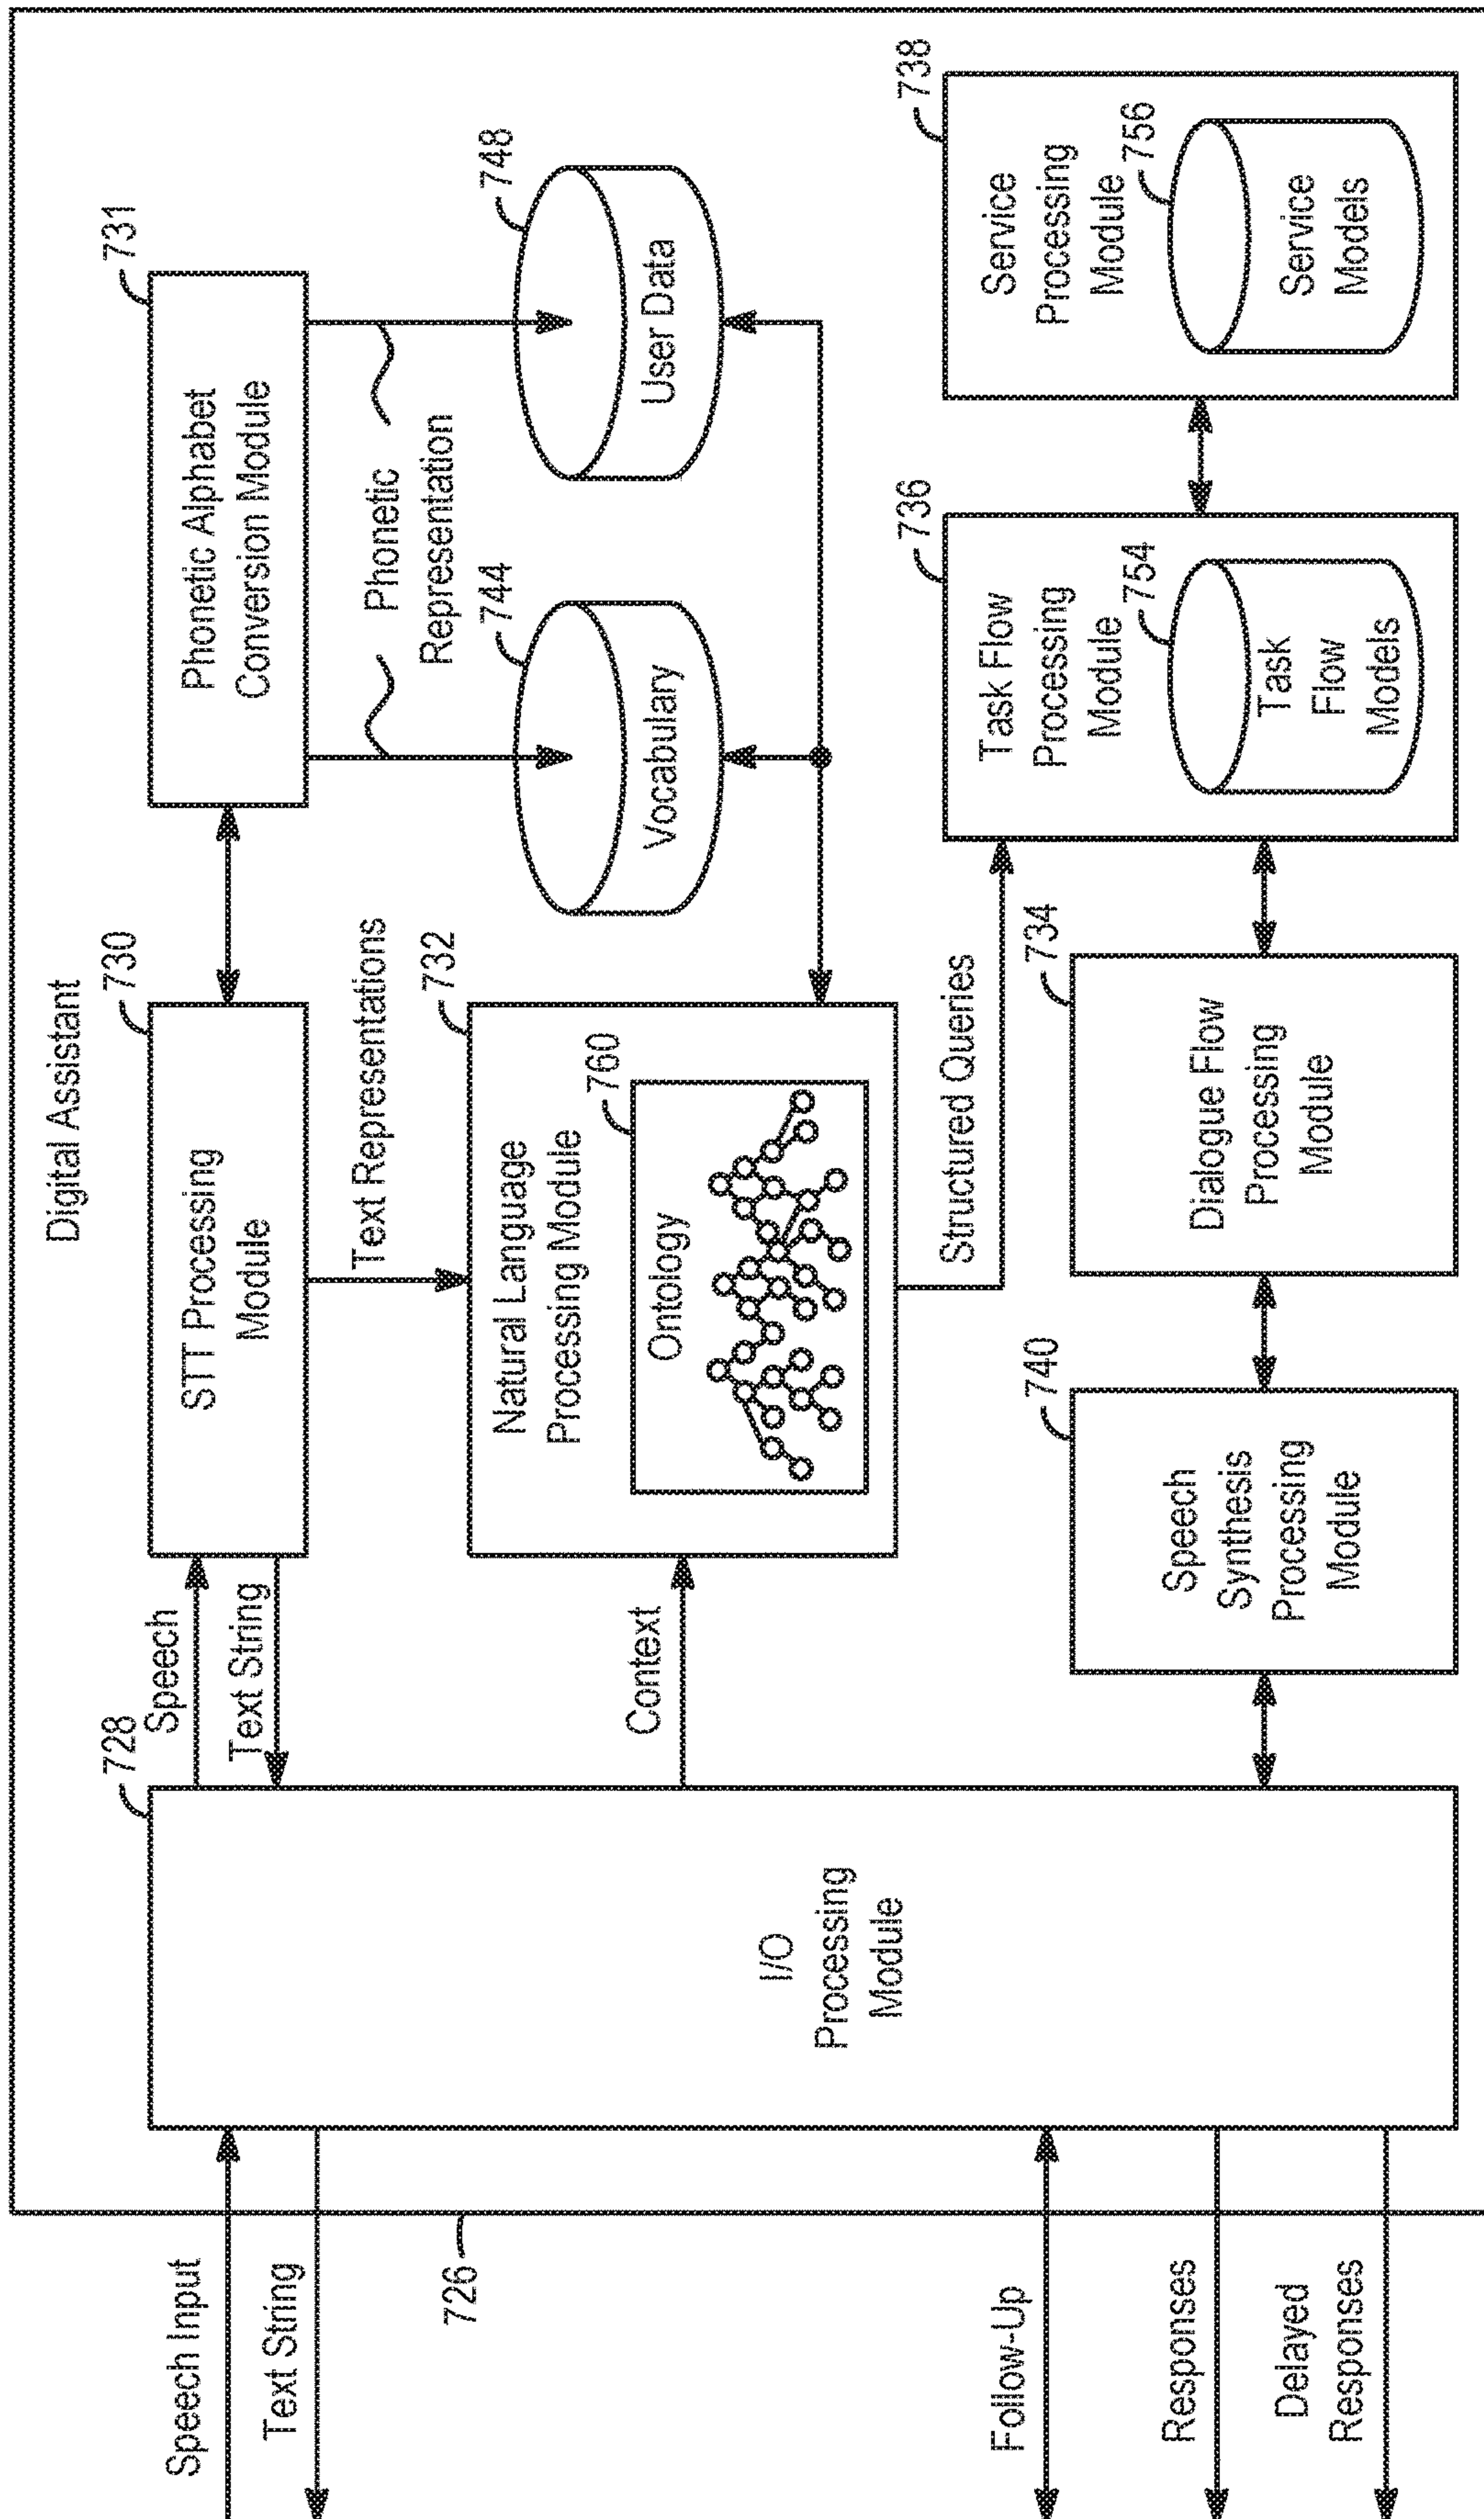 Digital Assistant
Speech Input
Text String
726
728
I/O
Processing
Module
Speech
Text String
Context
730
STT Processing
Module
Text Representations
731
Phonetic Alphabet
Conversion Module
Phonetic
Representation
744
Vocabulary
748
User Data
732
Natural Language
Processing Module
760
Ontology
Structured Queries
Follow-Up
Responses
Delayed
Responses
740
Speech
Synthesis
Processing
Module
734
Dialogue Flow
Processing
Module
736
Task Flow
Processing
Module
754
Task
Flow
Models
738
Service
Processing
Module
756
Service
Models